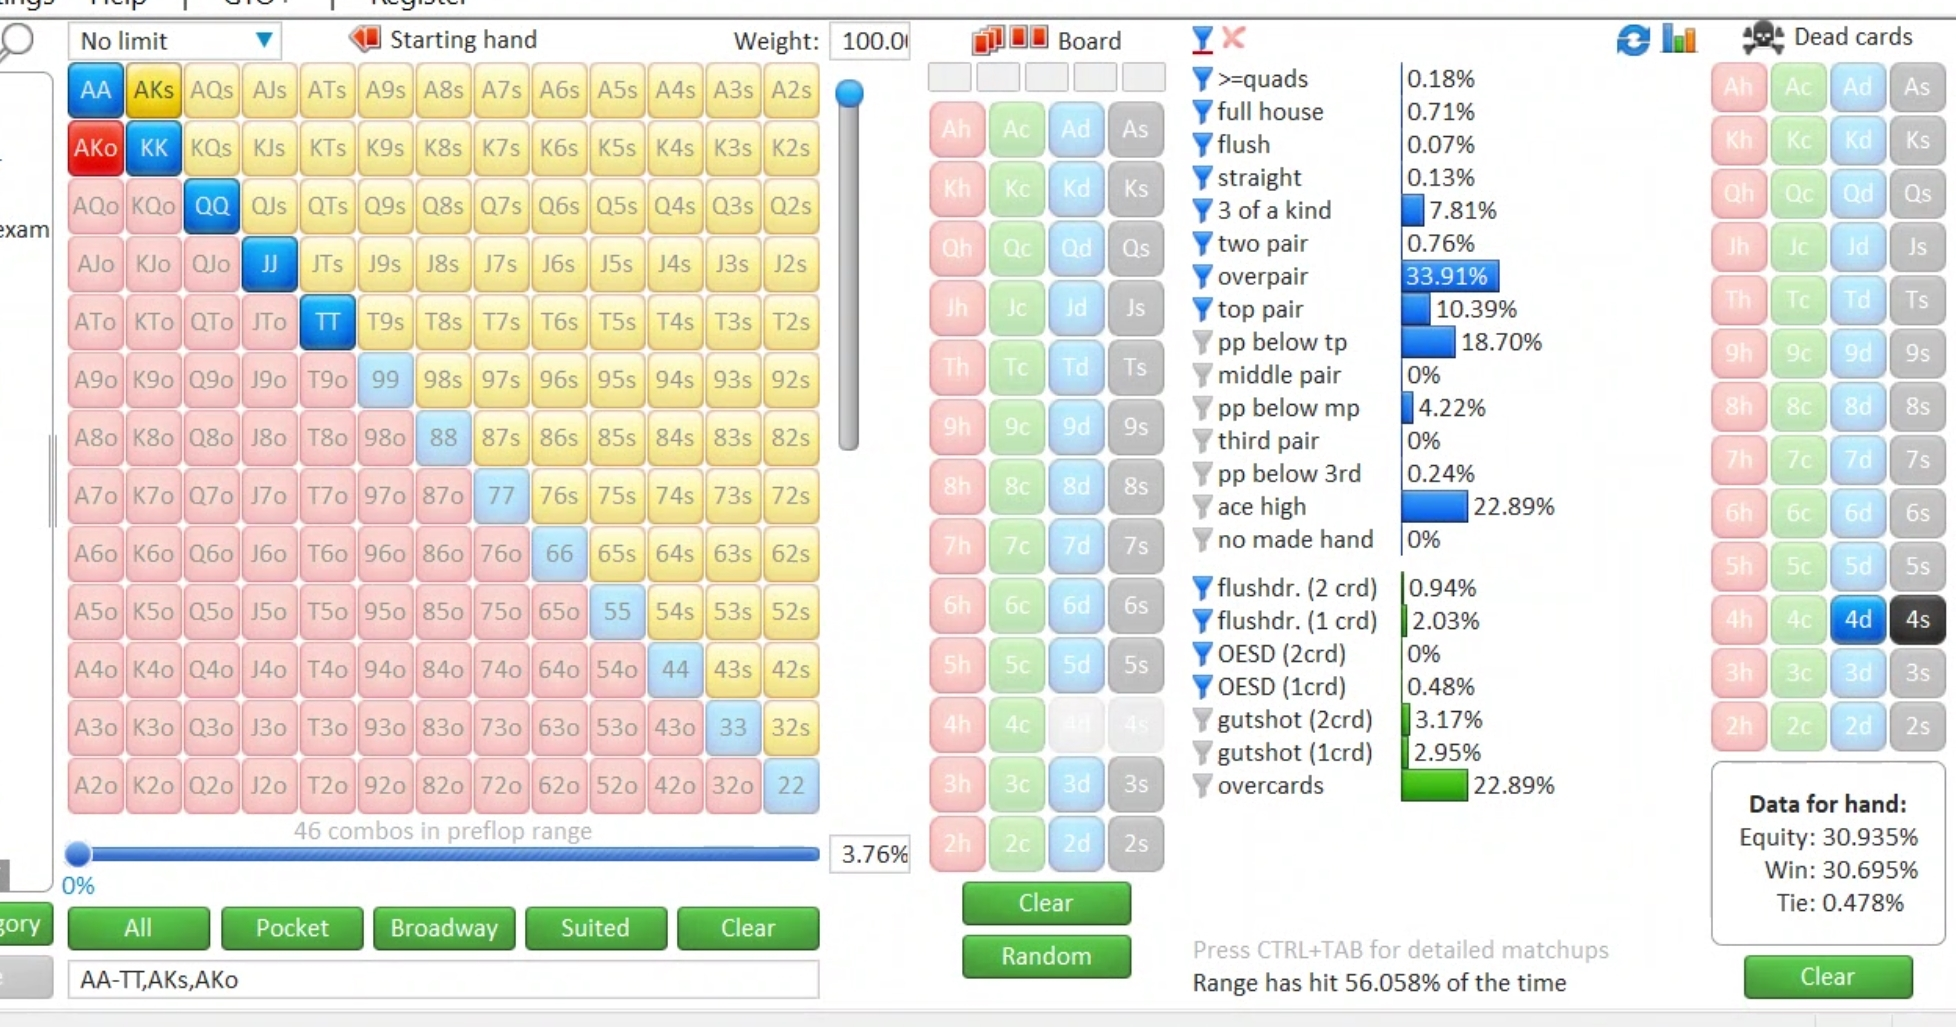 Help | GTO+ | Register
No limit Starting hand Weight: 100.0 Board Dead cards
AA AKs AQs AJs ATs A9s A8s A7s A6s A5s A4s A3s A2s
AKo KK KQs KJs KTs K9s K8s K7s K6s K5s K4s K3s K2s
AQo KQo QQ QJs QTs Q9s Q8s Q7s Q6s Q5s Q4s Q3s Q2s
AJo KJo QJo JJ JTs J9s J8s J7s J6s J5s J4s J3s J2s
ATo KTo QTo JTo TT T9s T8s T7s T6s T5s T4s T3s T2s
A9o K9o Q9o J9o T9o 99 98s 97s 96s 95s 94s 93s 92s
A8o K8o Q8o J8o T8o 98o 88 87s 86s 85s 84s 83s 82s
A7o K7o Q7o J7o T7o 97o 87o 77 76s 75s 74s 73s 72s
A6o K6o Q6o J6o T6o 96o 86o 76o 66 65s 64s 63s 62s
A5o K5o Q5o J5o T5o 95o 85o 75o 65o 55 54s 53s 52s
A4o K4o Q4o J4o T4o 94o 84o 74o 64o 54o 44 43s 42s
A3o K3o Q3o J3o T3o 93o 83o 73o 63o 53o 43o 33 32s
A2o K2o Q2o J2o T2o 92o 82o 72o 62o 52o 42o 32o 22
46 combos in preflop range
3.76%
0%
All Pocket Broadway Suited Clear
AA-TT,AKs,AKo
Ah Ac Ad As
Kh Kc Kd Ks
Qh Qc Qd Qs
Jh Jc Jd Js
Th Tc Td Ts
9h 9c 9d 9s
8h 8c 8d 8s
7h 7c 7d 7s
6h 6c 6d 6s
5h 5c 5d 5s
4h 4c 4d 4s
3h 3c 3d 3s
2h 2c 2d 2s
Clear
Random
>=quads 0.18%
full house 0.71%
flush 0.07%
straight 0.13%
3 of a kind 7.81%
two pair 0.76%
overpair 33.91%
top pair 10.39%
pp below tp 18.70%
middle pair 0%
pp below mp 4.22%
third pair 0%
pp below 3rd 0.24%
ace high 22.89%
no made hand 0%
flushdr. (2 crd) 0.94%
flushdr. (1 crd) 2.03%
OESD (2crd) 0%
OESD (1crd) 0.48%
gutshot (2crd) 3.17%
gutshot (1crd) 2.95%
overcards 22.89%
Press CTRL+TAB for detailed matchups
Range has hit 56.058% of the time
Ah Ac Ad As
Kh Kc Kd Ks
Qh Qc Qd Qs
Jh Jc Jd Js
Th Tc Td Ts
9h 9c 9d 9s
8h 8c 8d 8s
7h 7c 7d 7s
6h 6c 6d 6s
5h 5c 5d 5s
4h 4c 4d 4s
3h 3c 3d 3s
2h 2c 2d 2s
Data for hand:
Equity: 30.935%
Win: 30.695%
Tie: 0.478%
Clear